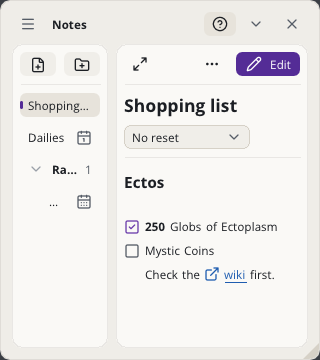 Notes
Shopping...
Dailies
Ra... 1
...
Edit
Shopping list
No reset
Ectos
250 Globs of Ectoplasm
Mystic Coins
Check the wiki first.